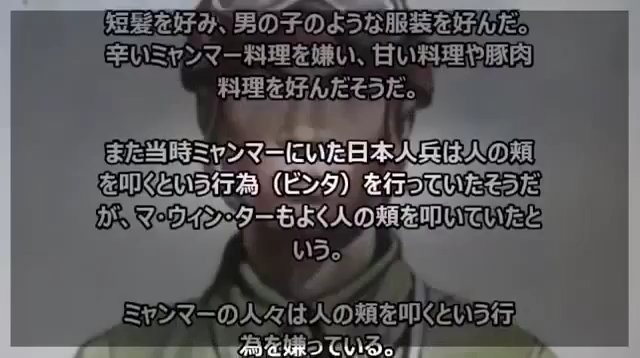 短髪を好み、男の子のような服装を好んだ。
辛いミャンマー料理を嫌い、甘い料理や豚肉
料理を好んだそうだ。
また当時ミャンマーにいた日本人兵は人の頬
を叩くという行為（ビンタ）を行っていたそうだ
が、マ・ウィン・ターもよく人の頬を叩いていたと
いう。
ミャンマーの人々は人の頬を叩くという行
為を嫌っている。